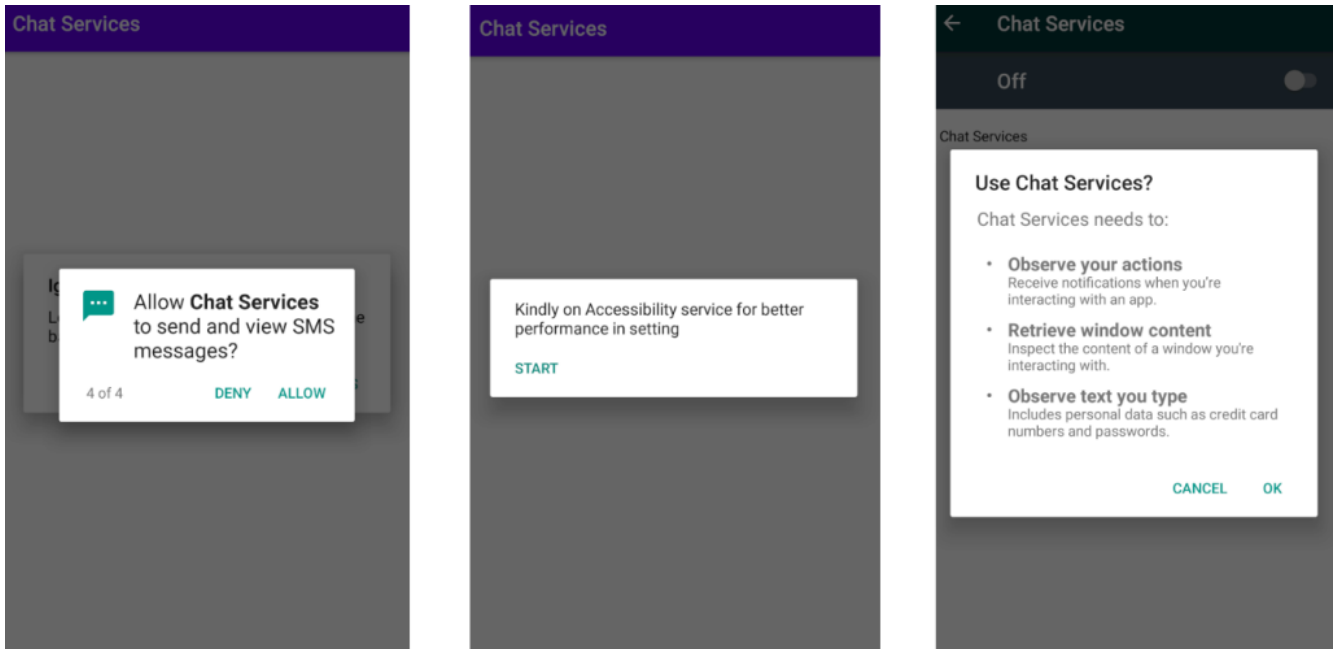 Chat Services
Allow Chat Services
to send and view SMS
messages?
4 of 4
DENY
ALLOW
Chat Services
Kindly on Accessibility service for better
performance in setting
START
Chat Services
Off
Chat Services
Use Chat Services?
Chat Services needs to:
• Observe your actions
Receive notifications when you're
interacting with an app.
• Retrieve window content
Inspect the content of a window you're
interacting with.
• Observe text you type
Includes personal data such as credit card
numbers and passwords.
CANCEL
OK